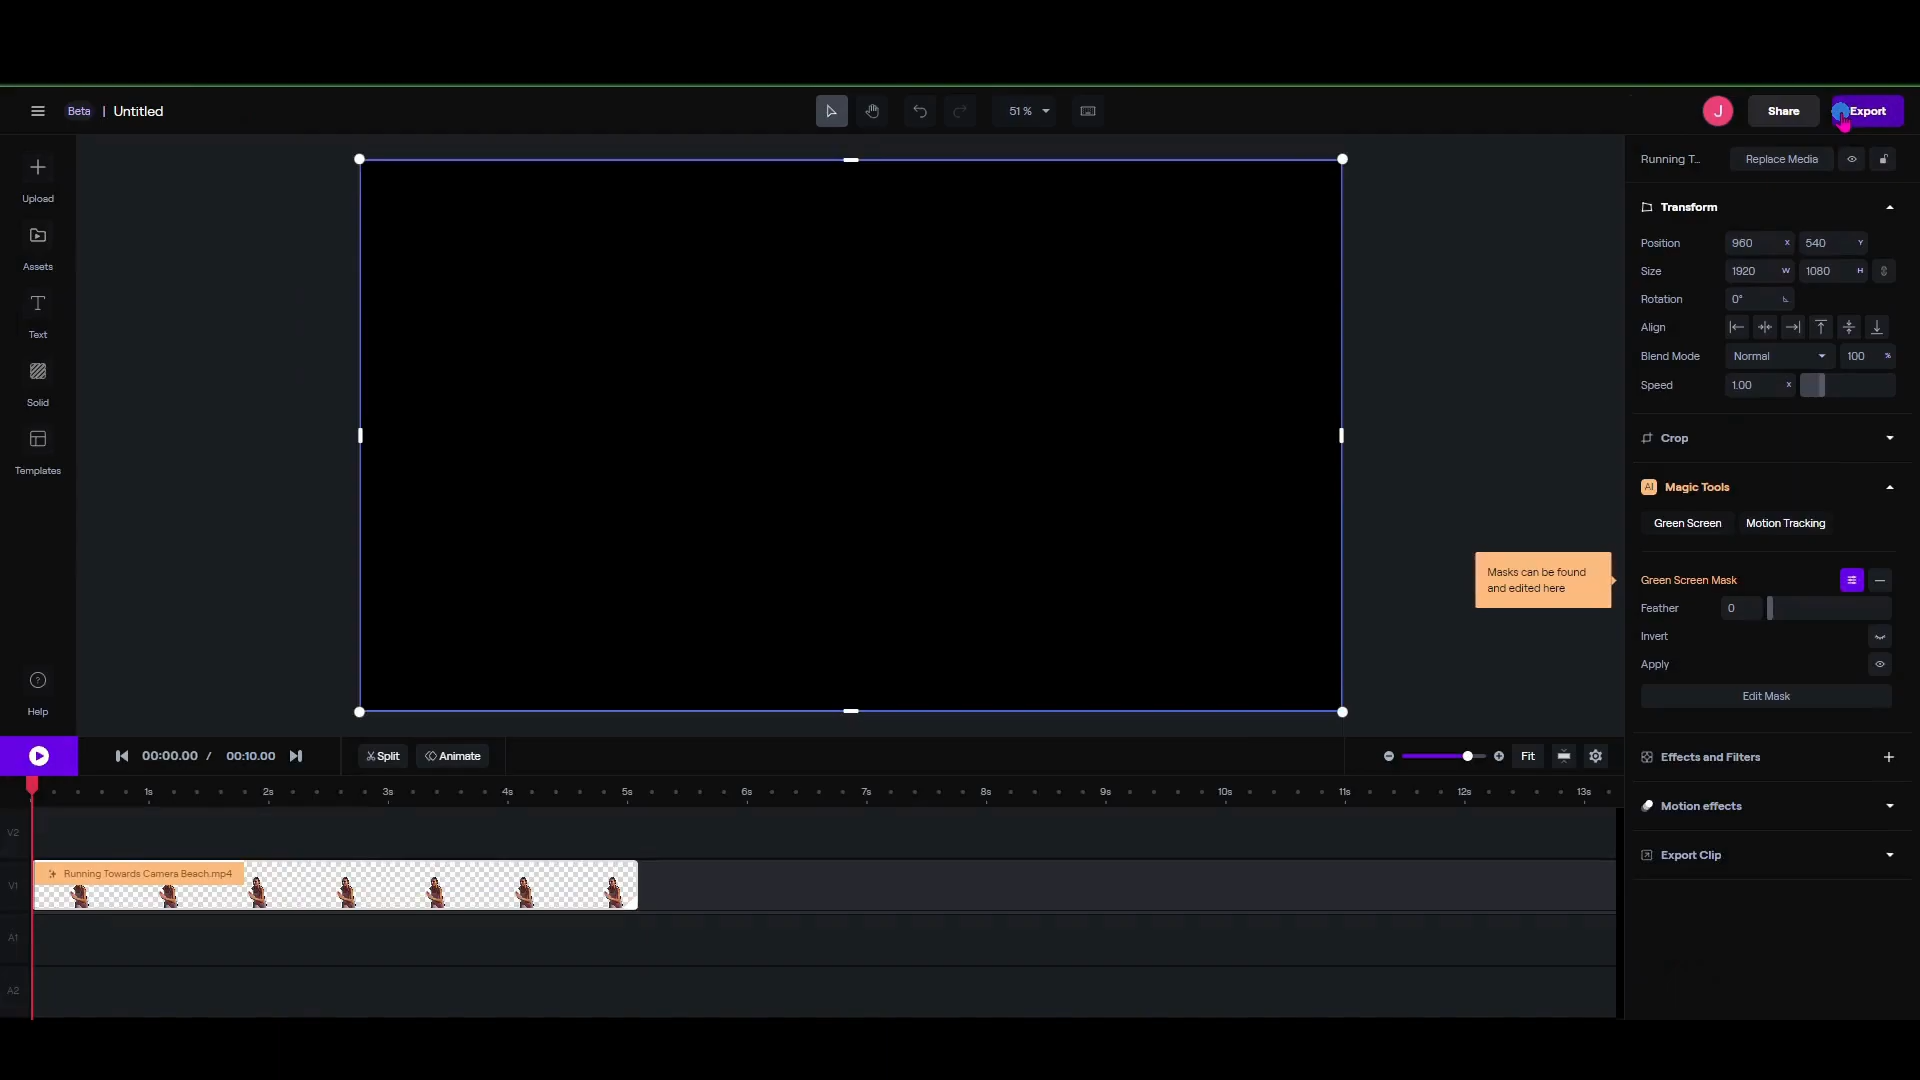 Beta | Untitled
51 %
J
Share
Export
Upload
Assets
Text
Solid
Templates
Help
Running T...
Replace Media
Transform
Position 960 X 540 Y
Size 1920 W 1080 H
Rotation 0°
Align
Blend Mode Normal 100 %
Speed 1.00 x
Crop
AI Magic Tools
Green Screen Motion Tracking
Masks can be found
and edited here
Green Screen Mask
Feather 0
Invert
Apply
Edit Mask
Effects and Filters
Motion effects
Export Clip
00:00.00 / 00:10.00
Split
Animate
Fit
1s 2s 3s 4s 5s 6s 7s 8s 9s 10s 11s 12s 13s
V2
V1
Running Towards Camera Beach.mp4
A1
A2